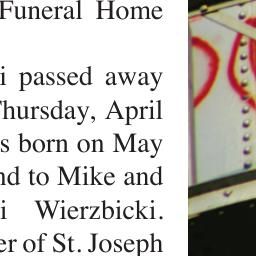 Funeral Home
i passed away
Thursday, April
s born on May
nd to Mike and
i Wierzbicki.
er of St. Joseph